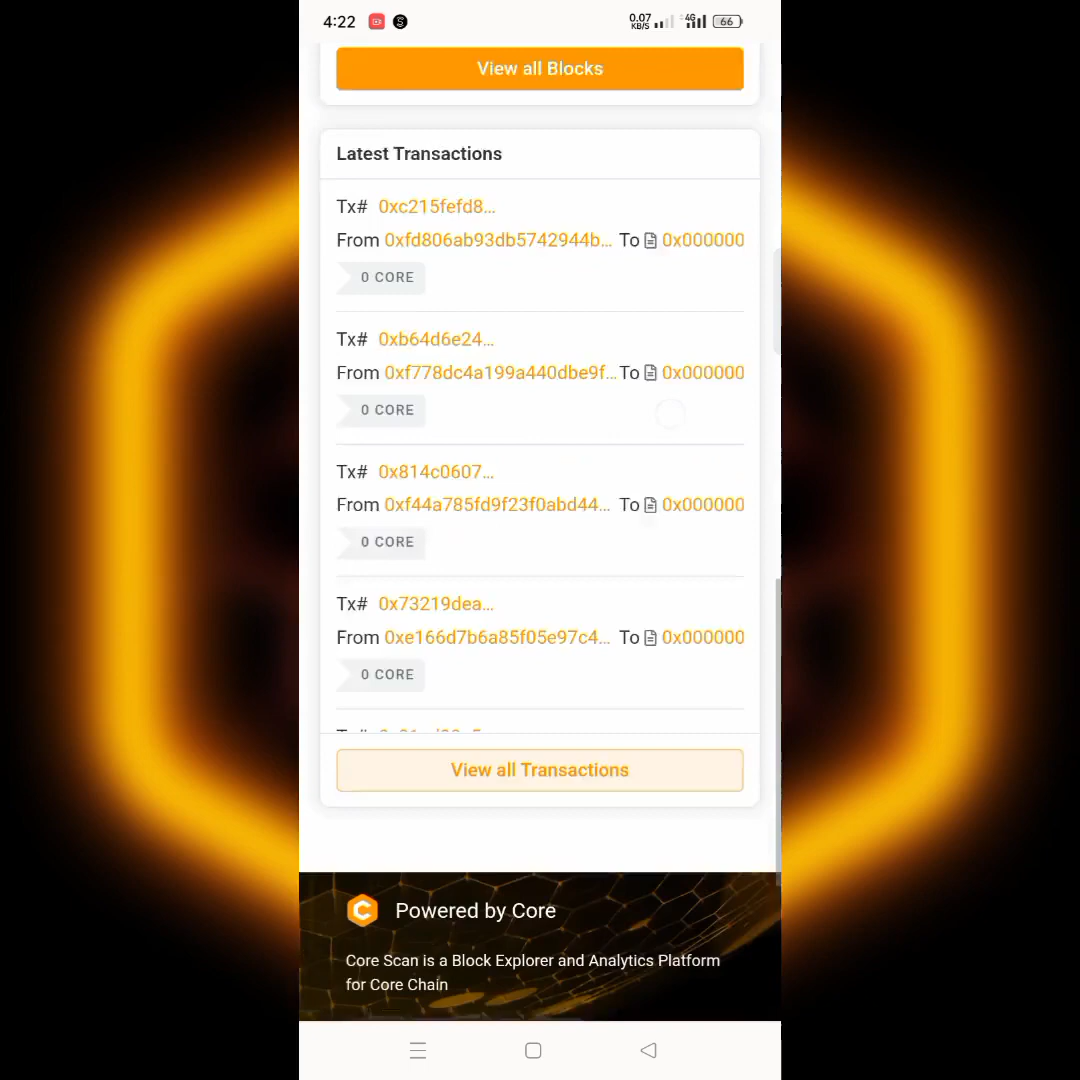 4:22 0.07 KB/S 4G 66
View all Blocks
Latest Transactions
Tx# 0xc215fefd8...
From 0xfd806ab93db5742944b... To 0x000000
0 CORE
Tx# 0xb64d6e24...
From 0xf778dc4a199a440dbe9f... To 0x000000
0 CORE
Tx# 0x814c0607...
From 0xf44a785fd9f23f0abd44... To 0x000000
0 CORE
Tx# 0x73219dea...
From 0xe166d7b6a85f05e97c4... To 0x000000
0 CORE
View all Transactions
Powered by Core
Core Scan is a Block Explorer and Analytics Platform
for Core Chain